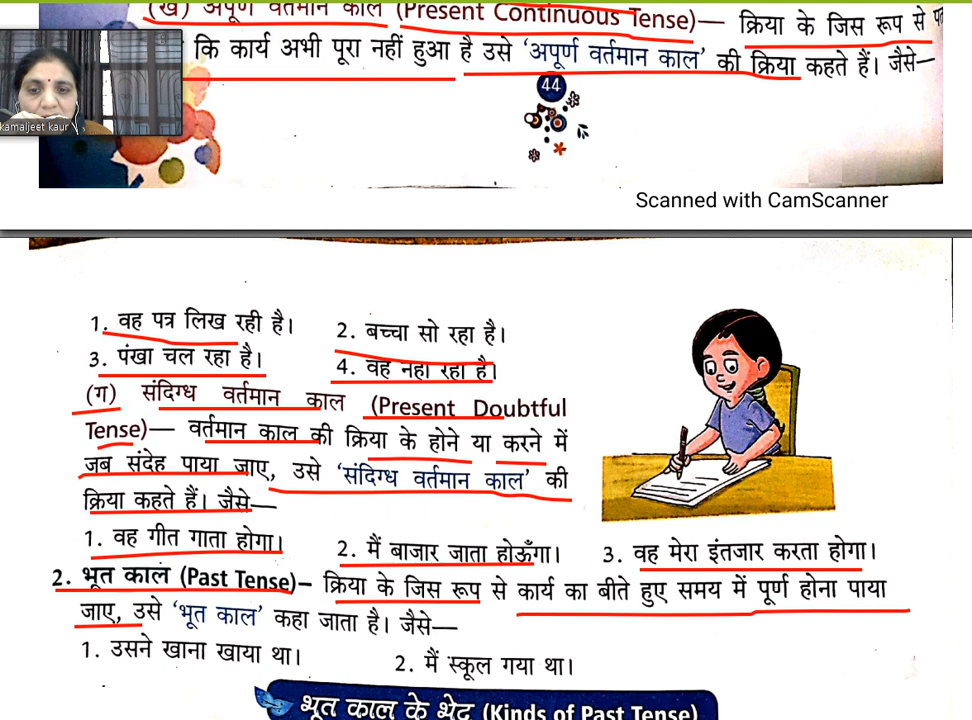 (ख) अपूर्ण वर्तमान काल (Present Continuous Tense)— क्रिया के जिस रूप से
कि कार्य अभी पूरा नहीं हुआ है उसे ‘अपूर्ण वर्तमान काल’ की क्रिया कहते हैं। जैसे—
kamaljeet kaur
44
Scanned with CamScanner
1. वह पत्र लिख रही है। 2. बच्चा सो रहा है।
3. पंखा चल रहा है। 4. वह नहा रहा है।
(ग) संदिग्ध वर्तमान काल (Present Doubtful
Tense)— वर्तमान काल की क्रिया के होने या करने में
जब संदेह पाया जाए, उसे ‘संदिग्ध वर्तमान काल’ की
क्रिया कहते हैं। जैसे—
1. वह गीत गाता होगा। 2. मैं बाजार जाता होऊँगा। 3. वह मेरा इंतजार करता होगा।
2. भूत काल (Past Tense)– क्रिया के जिस रूप से कार्य का बीते हुए समय में पूर्ण होना पाया
जाए, उसे ‘भूत काल’ कहा जाता है। जैसे—
1. उसने खाना खाया था। 2. मैं स्कूल गया था।
भूत काल के भेद (Kinds of Past Tense)